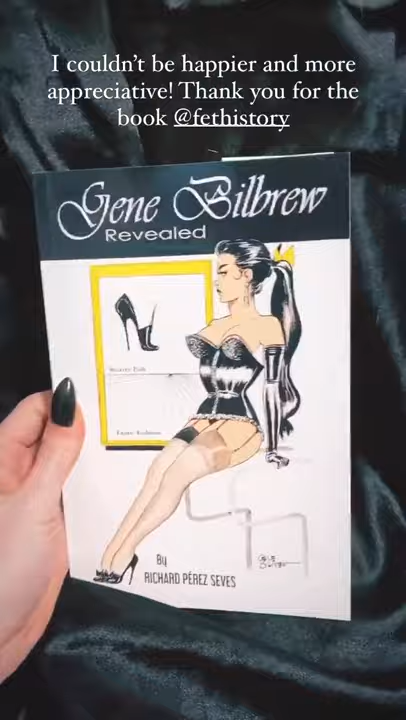 I couldn't be happier and more
appreciative! Thank you for the
book @fethistory
Gene Bilbrew
Revealed
By
RICHARD PÉREZ SEVES